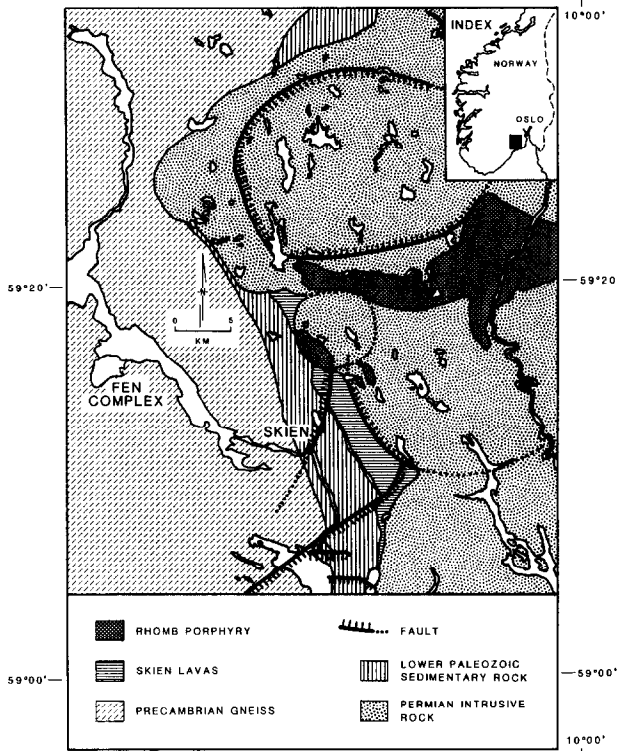 10°00'
INDEX
NORWAY
OSLO
59°20'
59°20
N
0 5
KM
FEN
COMPLEX
SKIEN
RHOMB PORPHYRY
FAULT
SKIEN LAVAS
LOWER PALEOZOIC
SEDIMENTARY ROCK
59°00'
59°00'
PRECAMBRIAN GNEISS
PERMIAN INTRUSIVE
ROCK
10°00'